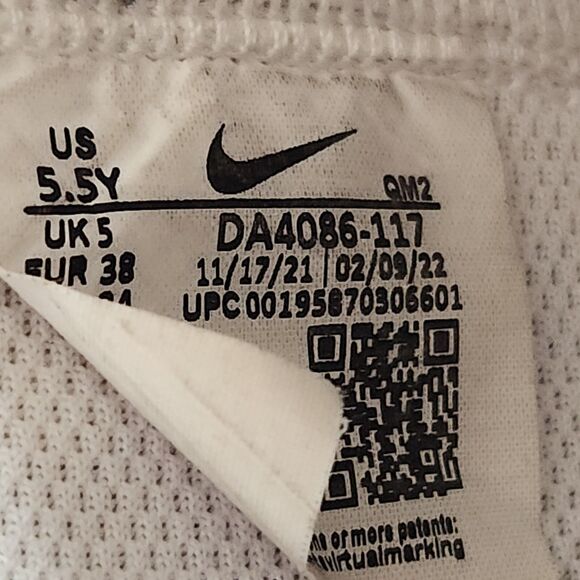 US
5.5Y
QM2
UK 5
DA4086-117
EUR 38
11/17/21 | 02/09/22
24
UPC 00195870306601
or more patents:
virtualmarking